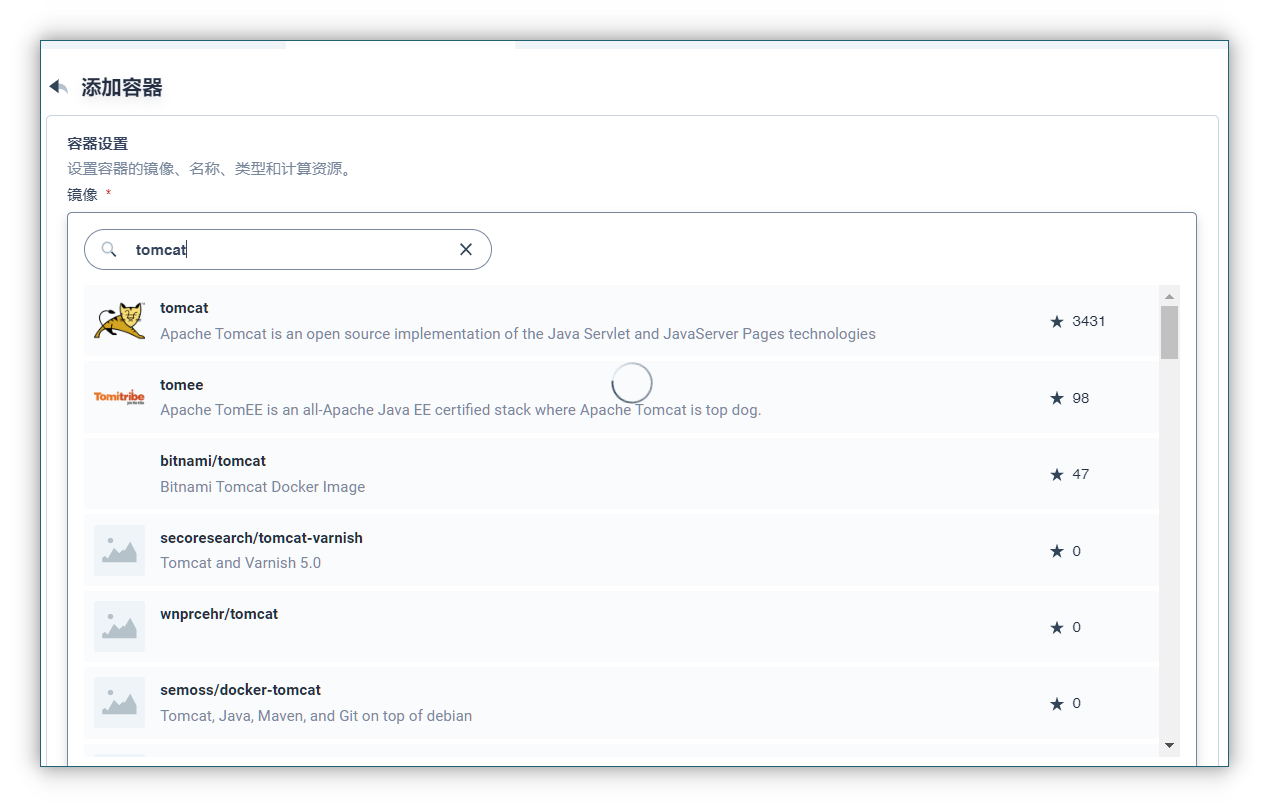 添加容器
容器设置
设置容器的镜像、名称、类型和计算资源。
镜像 *
tomcat
tomcat
Apache Tomcat is an open source implementation of the Java Servlet and JavaServer Pages technologies
3431
Tomitribe
tomee
Apache TomEE is an all-Apache Java EE certified stack where Apache Tomcat is top dog.
98
bitnami/tomcat
Bitnami Tomcat Docker Image
47
secoresearch/tomcat-varnish
Tomcat and Varnish 5.0
0
wnprcehr/tomcat
0
semoss/docker-tomcat
Tomcat, Java, Maven, and Git on top of debian
0